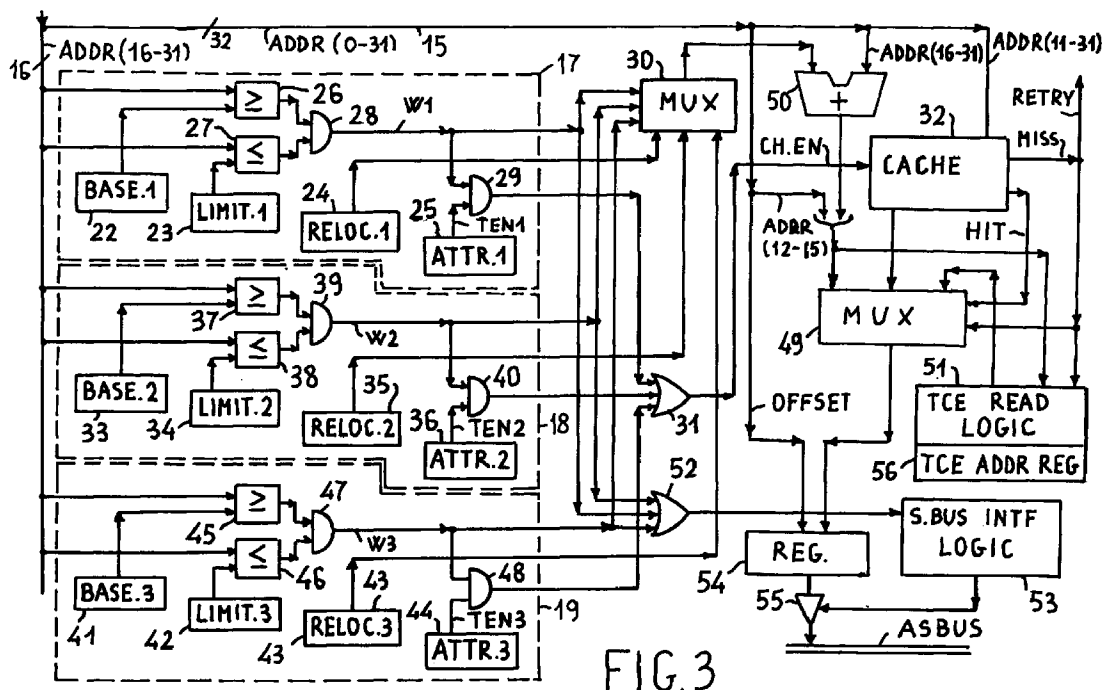 32
ADDR(0-31)
15
16
ADDR(16-31)
17
26
≥
27
≤
28
W1
BASE.1
22
LIMIT.1
23
24
RELOC.1
25
TEN1
ATTR.1
29
30
MUX
50
+
ADDR(16-31)
ADDR(11-31)
RETRY
MISS
32
CACHE
CH.EN
HIT
ADDR
(12-15)
39
≥
37
≤
38
W2
BASE.2
33
LIMIT.2
34
35
RELOC.2
36
TEN2
ATTR.2
40
18
31
MUX
49
OFFSET
51
TCE READ
LOGIC
56
TCE ADDR REG
47
≥
45
≤
46
W3
BASE.3
41
LIMIT.3
42
43
RELOC.3
43
44
TEN3
ATTR.3
48
19
52
REG.
54
S.BUS INTF
LOGIC
53
55
ASBUS
FIG.3